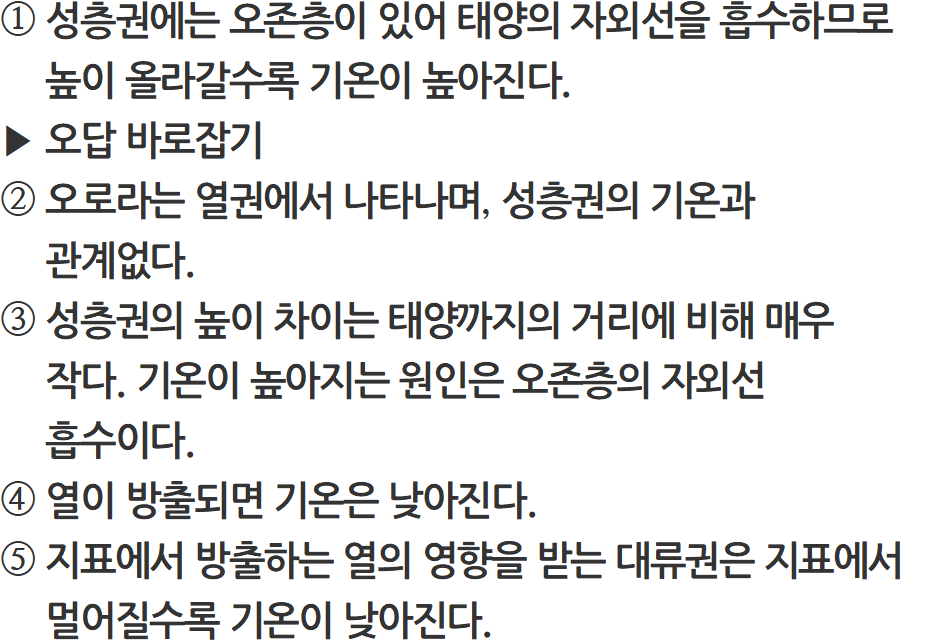 ① 성층권에는 오존층이 있어 태양의 자외선을 흡수하므로
높이 올라갈수록 기온이 높아진다.
▶ 오답 바로잡기
② 오로라는 열권에서 나타나며, 성층권의 기온과
관계없다.
③ 성층권의 높이 차이는 태양까지의 거리에 비해 매우
작다. 기온이 높아지는 원인은 오존층의 자외선
흡수이다.
④ 열이 방출되면 기온은 낮아진다.
⑤ 지표에서 방출하는 열의 영향을 받는 대류권은 지표에서
멀어질수록 기온이 낮아진다.